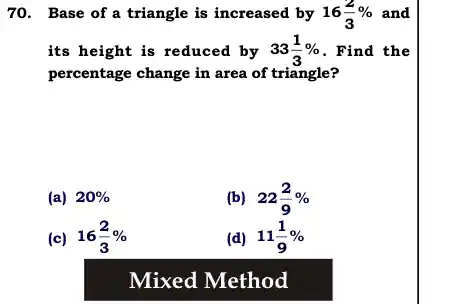 70. Base of a triangle is increased by 16 2/3 % and
its height is reduced by 33 1/3 %. Find the
percentage change in area of triangle?
(a) 20% (b) 22 2/9 %
(c) 16 2/3 % (d) 11 1/9 %
Mixed Method